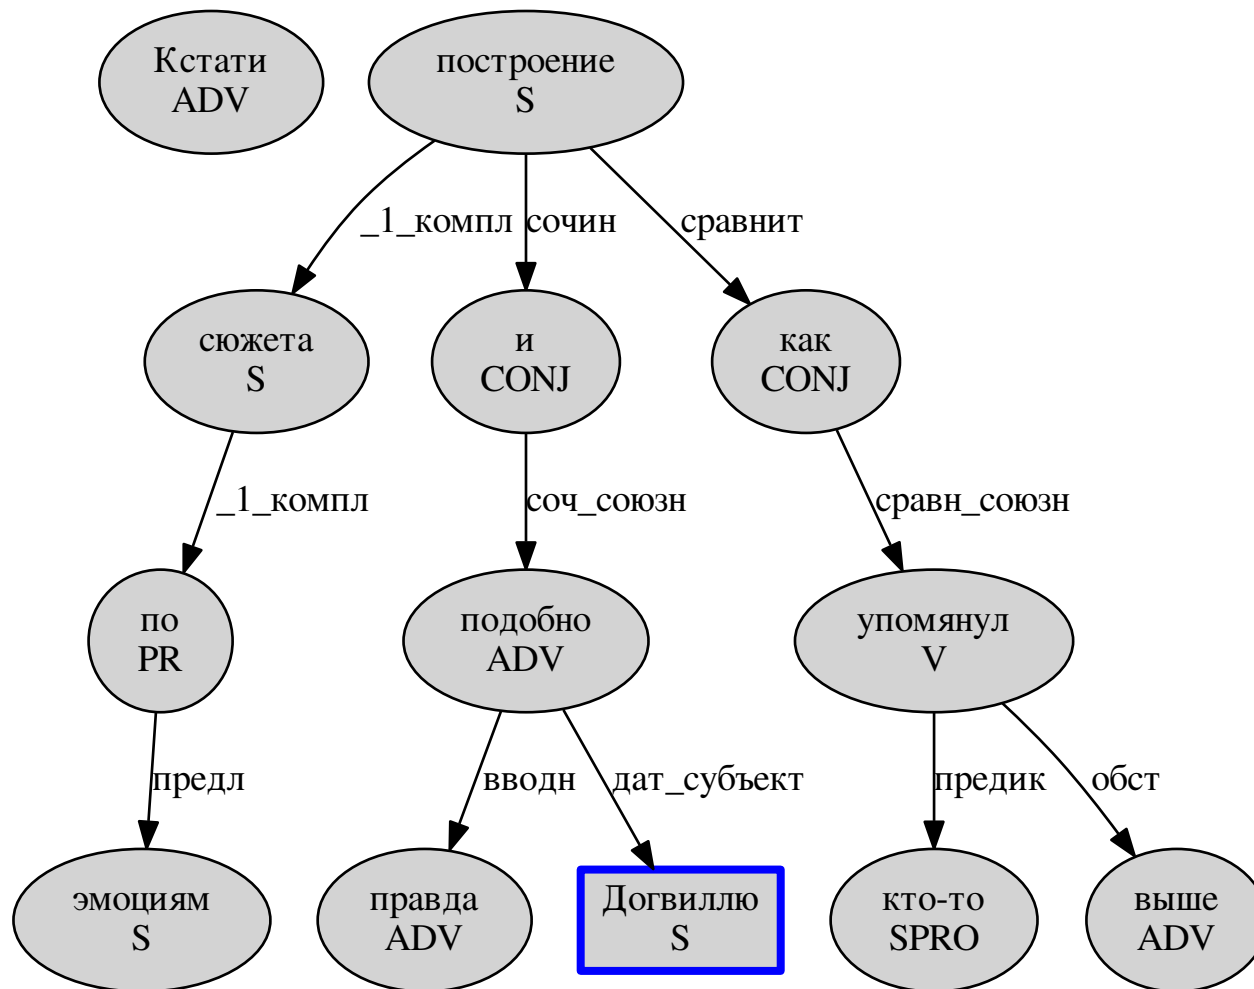 Кстати
ADV
построение
S
_1_компл
сочин
сравнит
сюжета
S
и
CONJ
как
CONJ
_1_компл
соч_союзн
сравн_союзн
по
PR
подобно
ADV
упомянул
V
предл
вводн
дат_субъект
предик
обст
эмоциям
S
правда
ADV
Догвиллю
S
кто-то
SPRO
выше
ADV